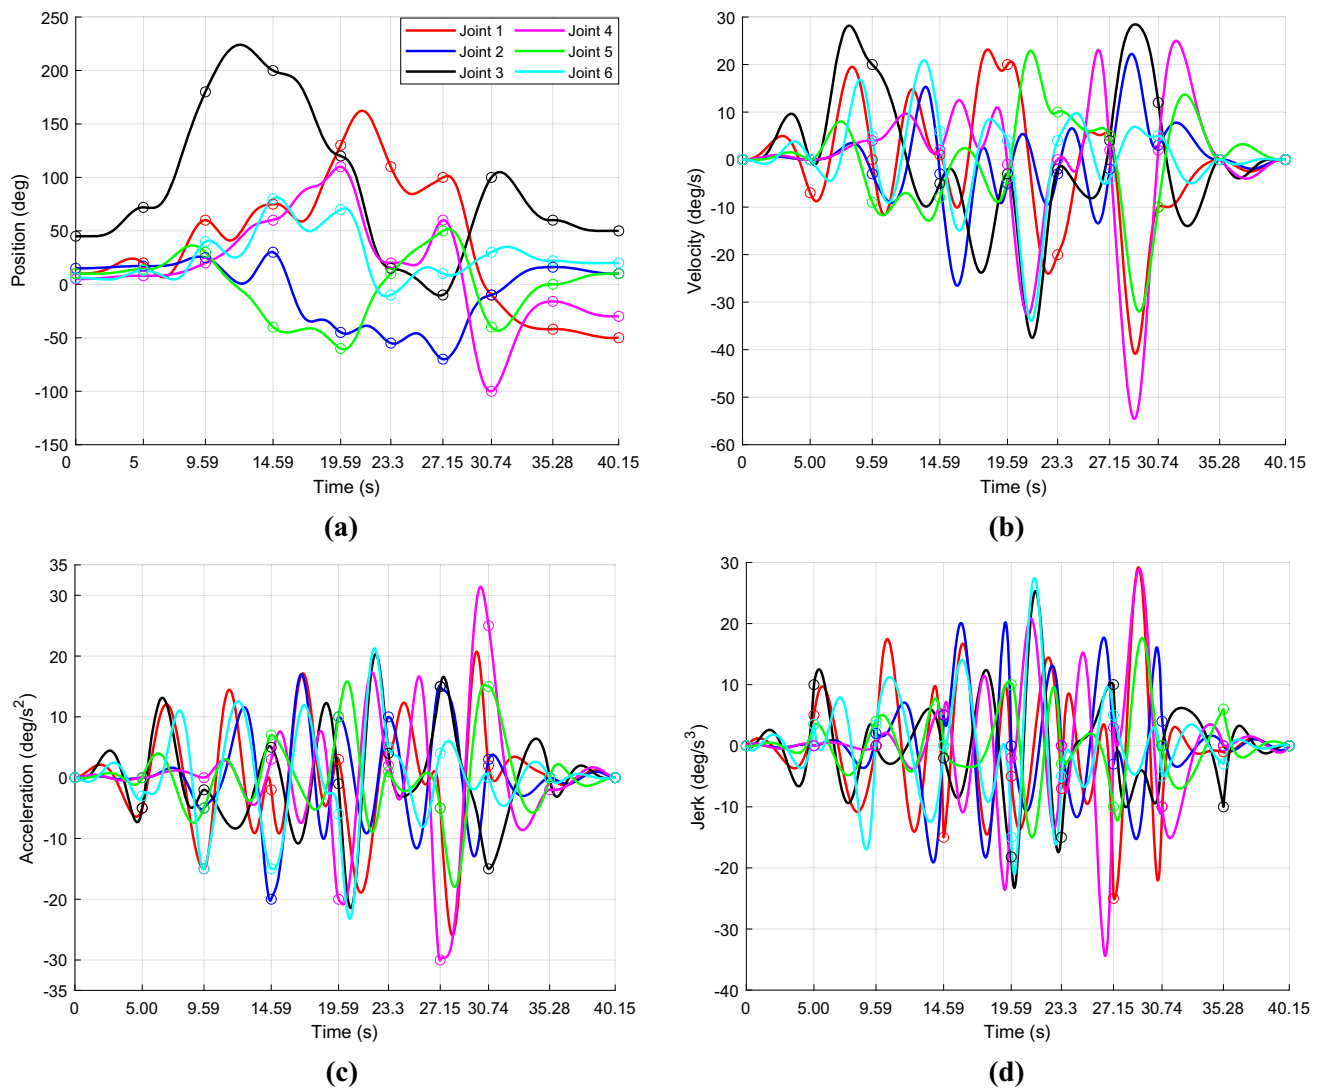 250
200
150
100
50
0
-50
-100
-150
Position (deg)
Joint 1 Joint 4
Joint 2 Joint 5
Joint 3 Joint 6
0 5 9.59 14.59 19.59 23.3 27.15 30.74 35.28 40.15
Time (s)
(a)
30
20
10
0
-10
-20
-30
-40
-50
-60
Velocity (deg/s)
0 5.00 9.59 14.59 19.59 23.3 27.15 30.74 35.28 40.15
Time (s)
(b)
35
30
20
10
0
-10
-20
-30
-35
Acceleration (deg/s²)
0 5.00 9.59 14.59 19.59 23.3 27.15 30.74 35.28 40.15
Time (s)
(c)
30
20
10
0
-10
-20
-30
-40
Jerk (deg/s³)
0 5.00 9.59 14.59 19.59 23.3 27.15 30.74 35.28 40.15
Time (s)
(d)